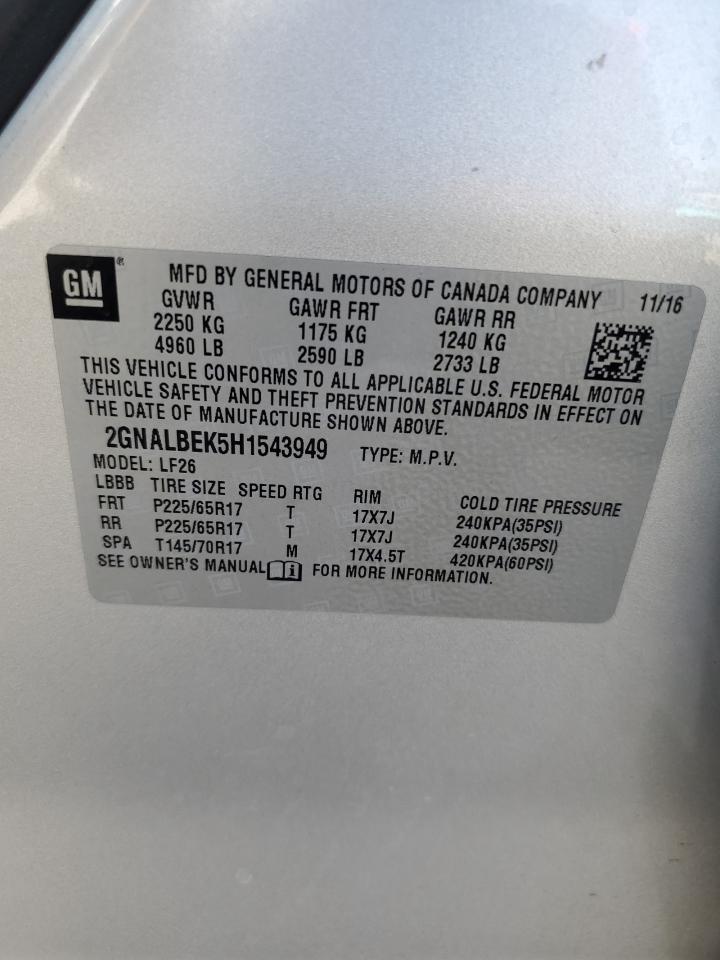 GM ® MFD BY GENERAL MOTORS OF CANADA COMPANY 11/16
GVWR GAWR FRT GAWR RR
2250 KG 1175 KG 1240 KG
4960 LB 2590 LB 2733 LB
THIS VEHICLE CONFORMS TO ALL APPLICABLE U.S. FEDERAL MOTOR
VEHICLE SAFETY AND THEFT PREVENTION STANDARDS IN EFFECT ON
THE DATE OF MANUFACTURE SHOWN ABOVE.
2GNALBEK5H1543949 TYPE: M.P.V.
MODEL: LF26
LBBB TIRE SIZE SPEED RTG RIM COLD TIRE PRESSURE
FRT P225/65R17 T 17X7J 240KPA(35PSI)
RR P225/65R17 T 17X7J 240KPA(35PSI)
SPA T145/70R17 M 17X4.5T 420KPA(60PSI)
SEE OWNER'S MANUAL i FOR MORE INFORMATION.